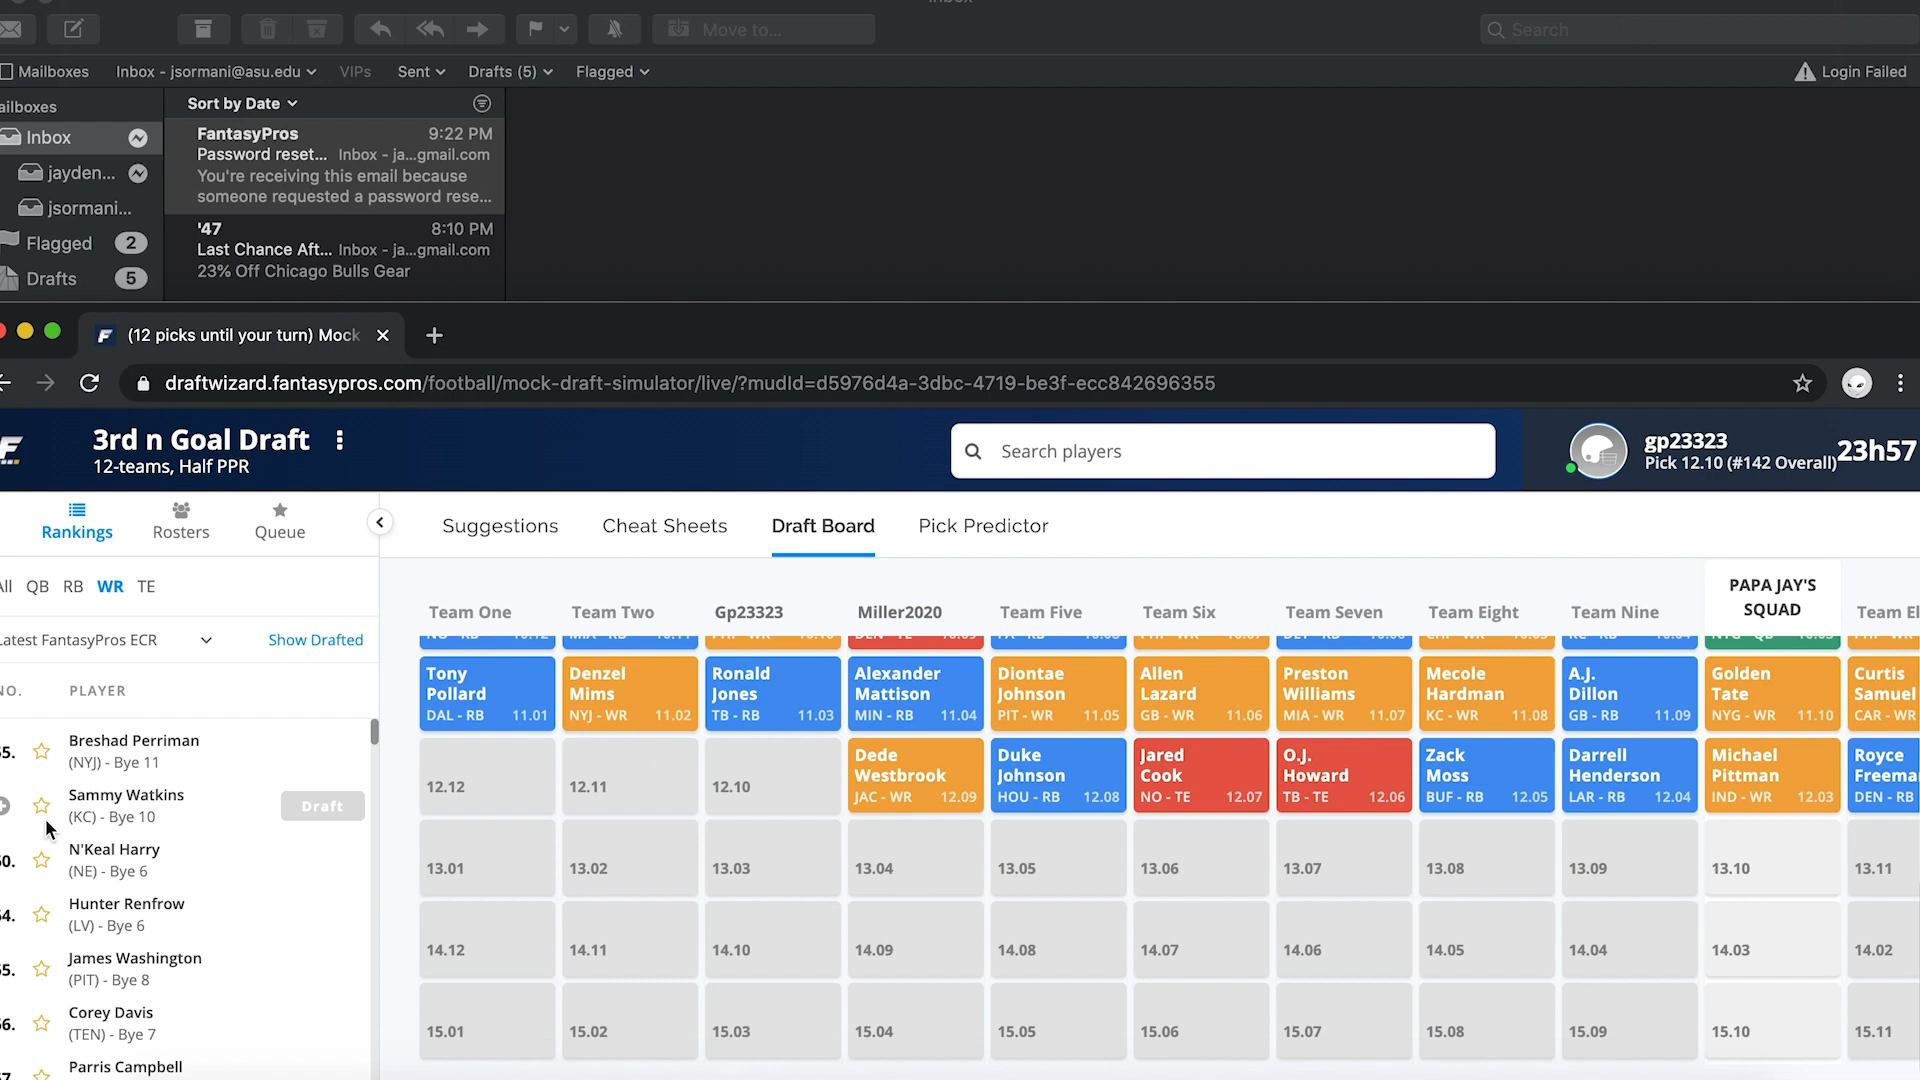 Move to...
Search
Mailboxes
Inbox - jsormani@asu.edu
VIPs
Sent
Drafts (5)
Flagged
Login Failed
ailboxes
Inbox
jayden...
jsormani...
Flagged 2
Drafts 5
Sort by Date
FantasyPros 9:22 PM
Password reset... Inbox - ja...gmail.com
You're receiving this email because
someone requested a password rese...
'47 8:10 PM
Last Chance Aft... Inbox - ja...gmail.com
23% Off Chicago Bulls Gear
(12 picks until your turn) Mock
draftwizard.fantasypros.com/football/mock-draft-simulator/live/?mudId=d5976d4a-3dbc-4719-be3f-ecc842696355
3rd n Goal Draft
12-teams, Half PPR
Search players
gp23323
Pick 12.10 (#142 Overall)
23h57
Rankings
Rosters
Queue
Suggestions
Cheat Sheets
Draft Board
Pick Predictor
All QB RB WR TE
Latest FantasyPros ECR
Show Drafted
NO. PLAYER
Breshad Perriman
(NYJ) - Bye 11
Sammy Watkins
(KC) - Bye 10
Draft
N'Keal Harry
(NE) - Bye 6
Hunter Renfrow
(LV) - Bye 6
James Washington
(PIT) - Bye 8
Corey Davis
(TEN) - Bye 7
Parris Campbell
Team One
Team Two
Gp23323
Miller2020
Team Five
Team Six
Team Seven
Team Eight
Team Nine
PAPA JAY'S
SQUAD
Team El
Tony
Pollard
DAL - RB 11.01
Denzel
Mims
NYJ - WR 11.02
Ronald
Jones
TB - RB 11.03
Alexander
Mattison
MIN - RB 11.04
Diontae
Johnson
PIT - WR 11.05
Allen
Lazard
GB - WR 11.06
Preston
Williams
MIA - WR 11.07
Mecole
Hardman
KC - WR 11.08
A.J.
Dillon
GB - RB 11.09
Golden
Tate
NYG - WR 11.10
Curtis
Samuel
CAR - WR
12.12
12.11
12.10
Dede
Westbrook
JAC - WR 12.09
Duke
Johnson
HOU - RB 12.08
Jared
Cook
NO - TE 12.07
O.J.
Howard
TB - TE 12.06
Zack
Moss
BUF - RB 12.05
Darrell
Henderson
LAR - RB 12.04
Michael
Pittman
IND - WR 12.03
Royce
Freeman
DEN - RB
13.01 13.02 13.03 13.04 13.05 13.06 13.07 13.08 13.09 13.10 13.11
14.12 14.11 14.10 14.09 14.08 14.07 14.06 14.05 14.04 14.03 14.02
15.01 15.02 15.03 15.04 15.05 15.06 15.07 15.08 15.09 15.10 15.11